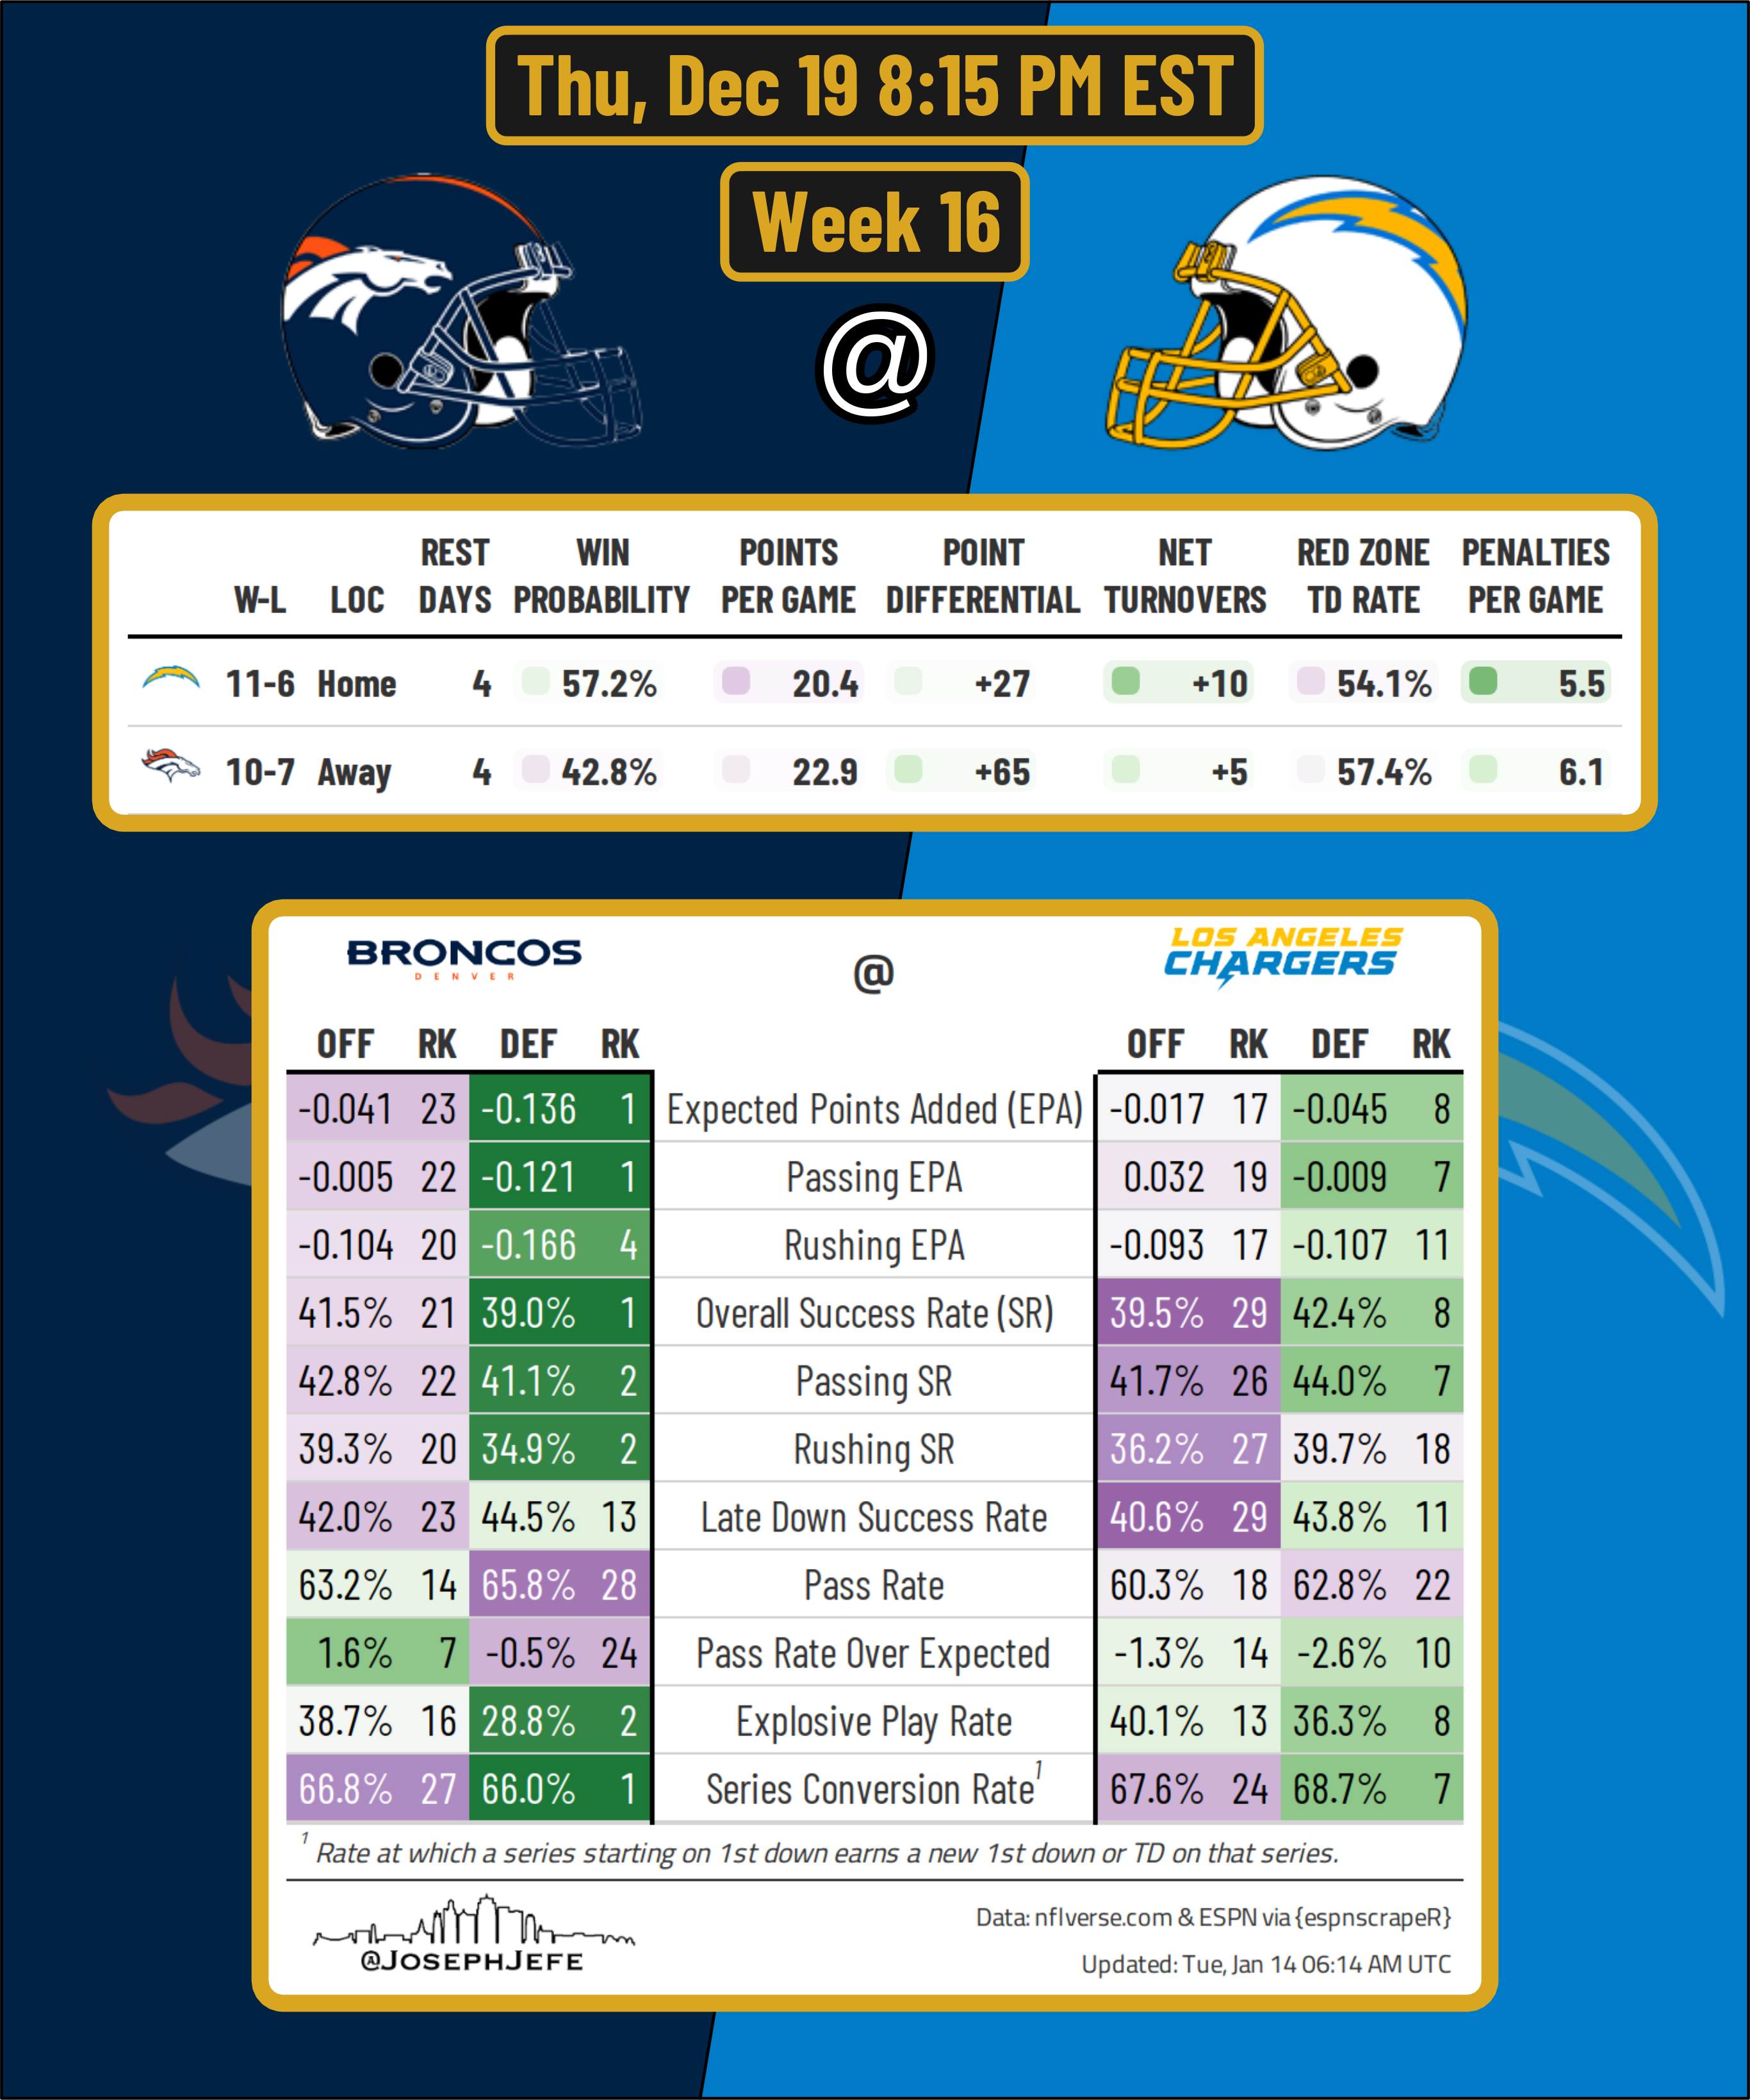 Thu, Dec 19 8:15 PM EST
Week 16
@
W-L LOC REST DAYS WIN PROBABILITY POINTS PER GAME POINT DIFFERENTIAL NET TURNOVERS RED ZONE TD RATE PENALTIES PER GAME
11-6 Home 4 57.2% 20.4 +27 +10 54.1% 5.5
10-7 Away 4 42.8% 22.9 +65 +5 57.4% 6.1
BRONCOS DENVER @ LOS ANGELES CHARGERS
OFF RK DEF RK OFF RK DEF RK
-0.041 23 -0.136 1 Expected Points Added (EPA) -0.017 17 -0.045 8
-0.005 22 -0.121 1 Passing EPA 0.032 19 -0.009 7
-0.104 20 -0.166 4 Rushing EPA -0.093 17 -0.107 11
41.5% 21 39.0% 1 Overall Success Rate (SR) 39.5% 29 42.4% 8
42.8% 22 41.1% 2 Passing SR 41.7% 26 44.0% 7
39.3% 20 34.9% 2 Rushing SR 36.2% 27 39.7% 18
42.0% 23 44.5% 13 Late Down Success Rate 40.6% 29 43.8% 11
63.2% 14 65.8% 28 Pass Rate 60.3% 18 62.8% 22
1.6% 7 -0.5% 24 Pass Rate Over Expected -1.3% 14 -2.6% 10
38.7% 16 28.8% 2 Explosive Play Rate 40.1% 13 36.3% 8
66.8% 27 66.0% 1 Series Conversion Rate1 67.6% 24 68.7% 7
1 Rate at which a series starting on 1st down earns a new 1st down or TD on that series.
@JOSEPHJEFE
Data: nflverse.com & ESPN via {espnscrapeR}
Updated: Tue, Jan 14 06:14 AM UTC